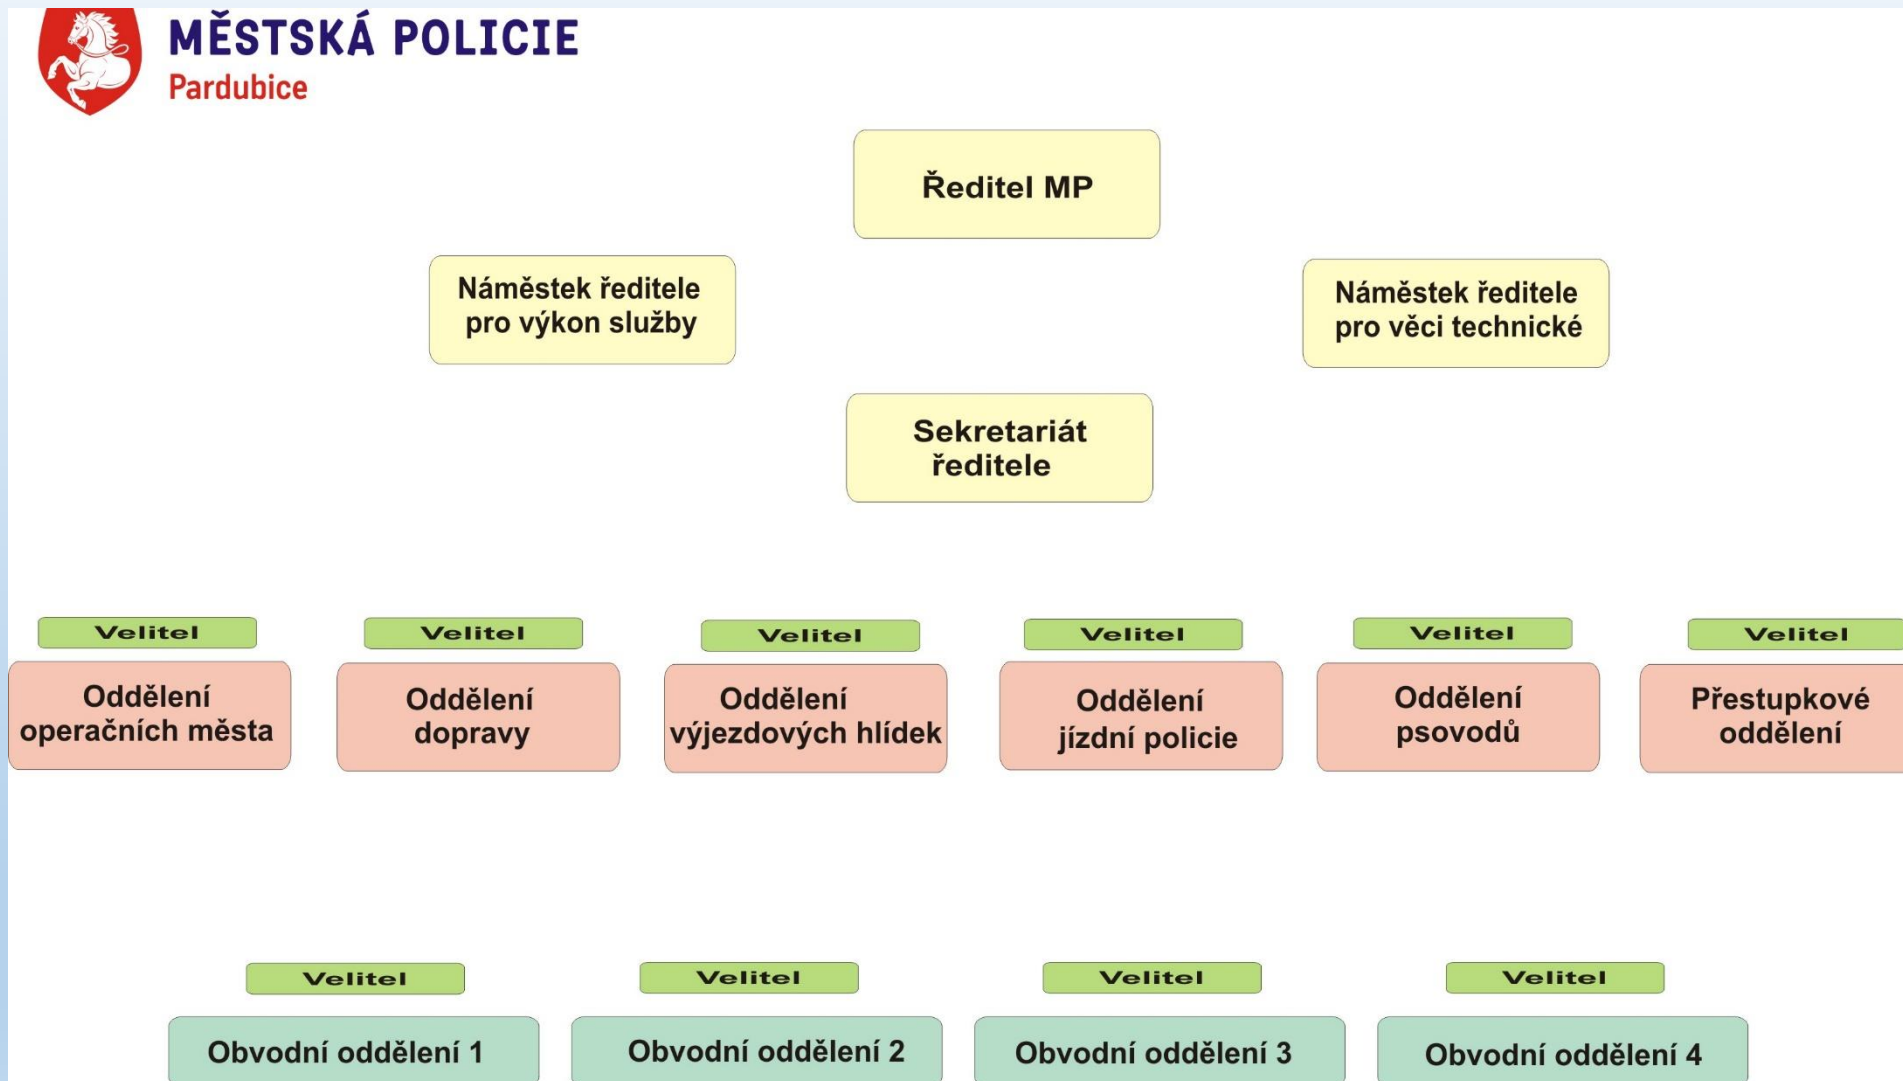 MĚSTSKÁ POLICIE
Pardubice
Ředitel MP
Náměstek ředitele
pro výkon služby
Náměstek ředitele
pro věci technické
Sekretariát
ředitele
Velitel
Velitel
Velitel
Velitel
Velitel
Velitel
Oddělení
operačních města
Oddělení
dopravy
Oddělení
výjezdových hlídek
Oddělení
jízdní policie
Oddělení
psovodů
Přestupkové
oddělení
Velitel
Velitel
Velitel
Velitel
Obvodní oddělení 1
Obvodní oddělení 2
Obvodní oddělení 3
Obvodní oddělení 4